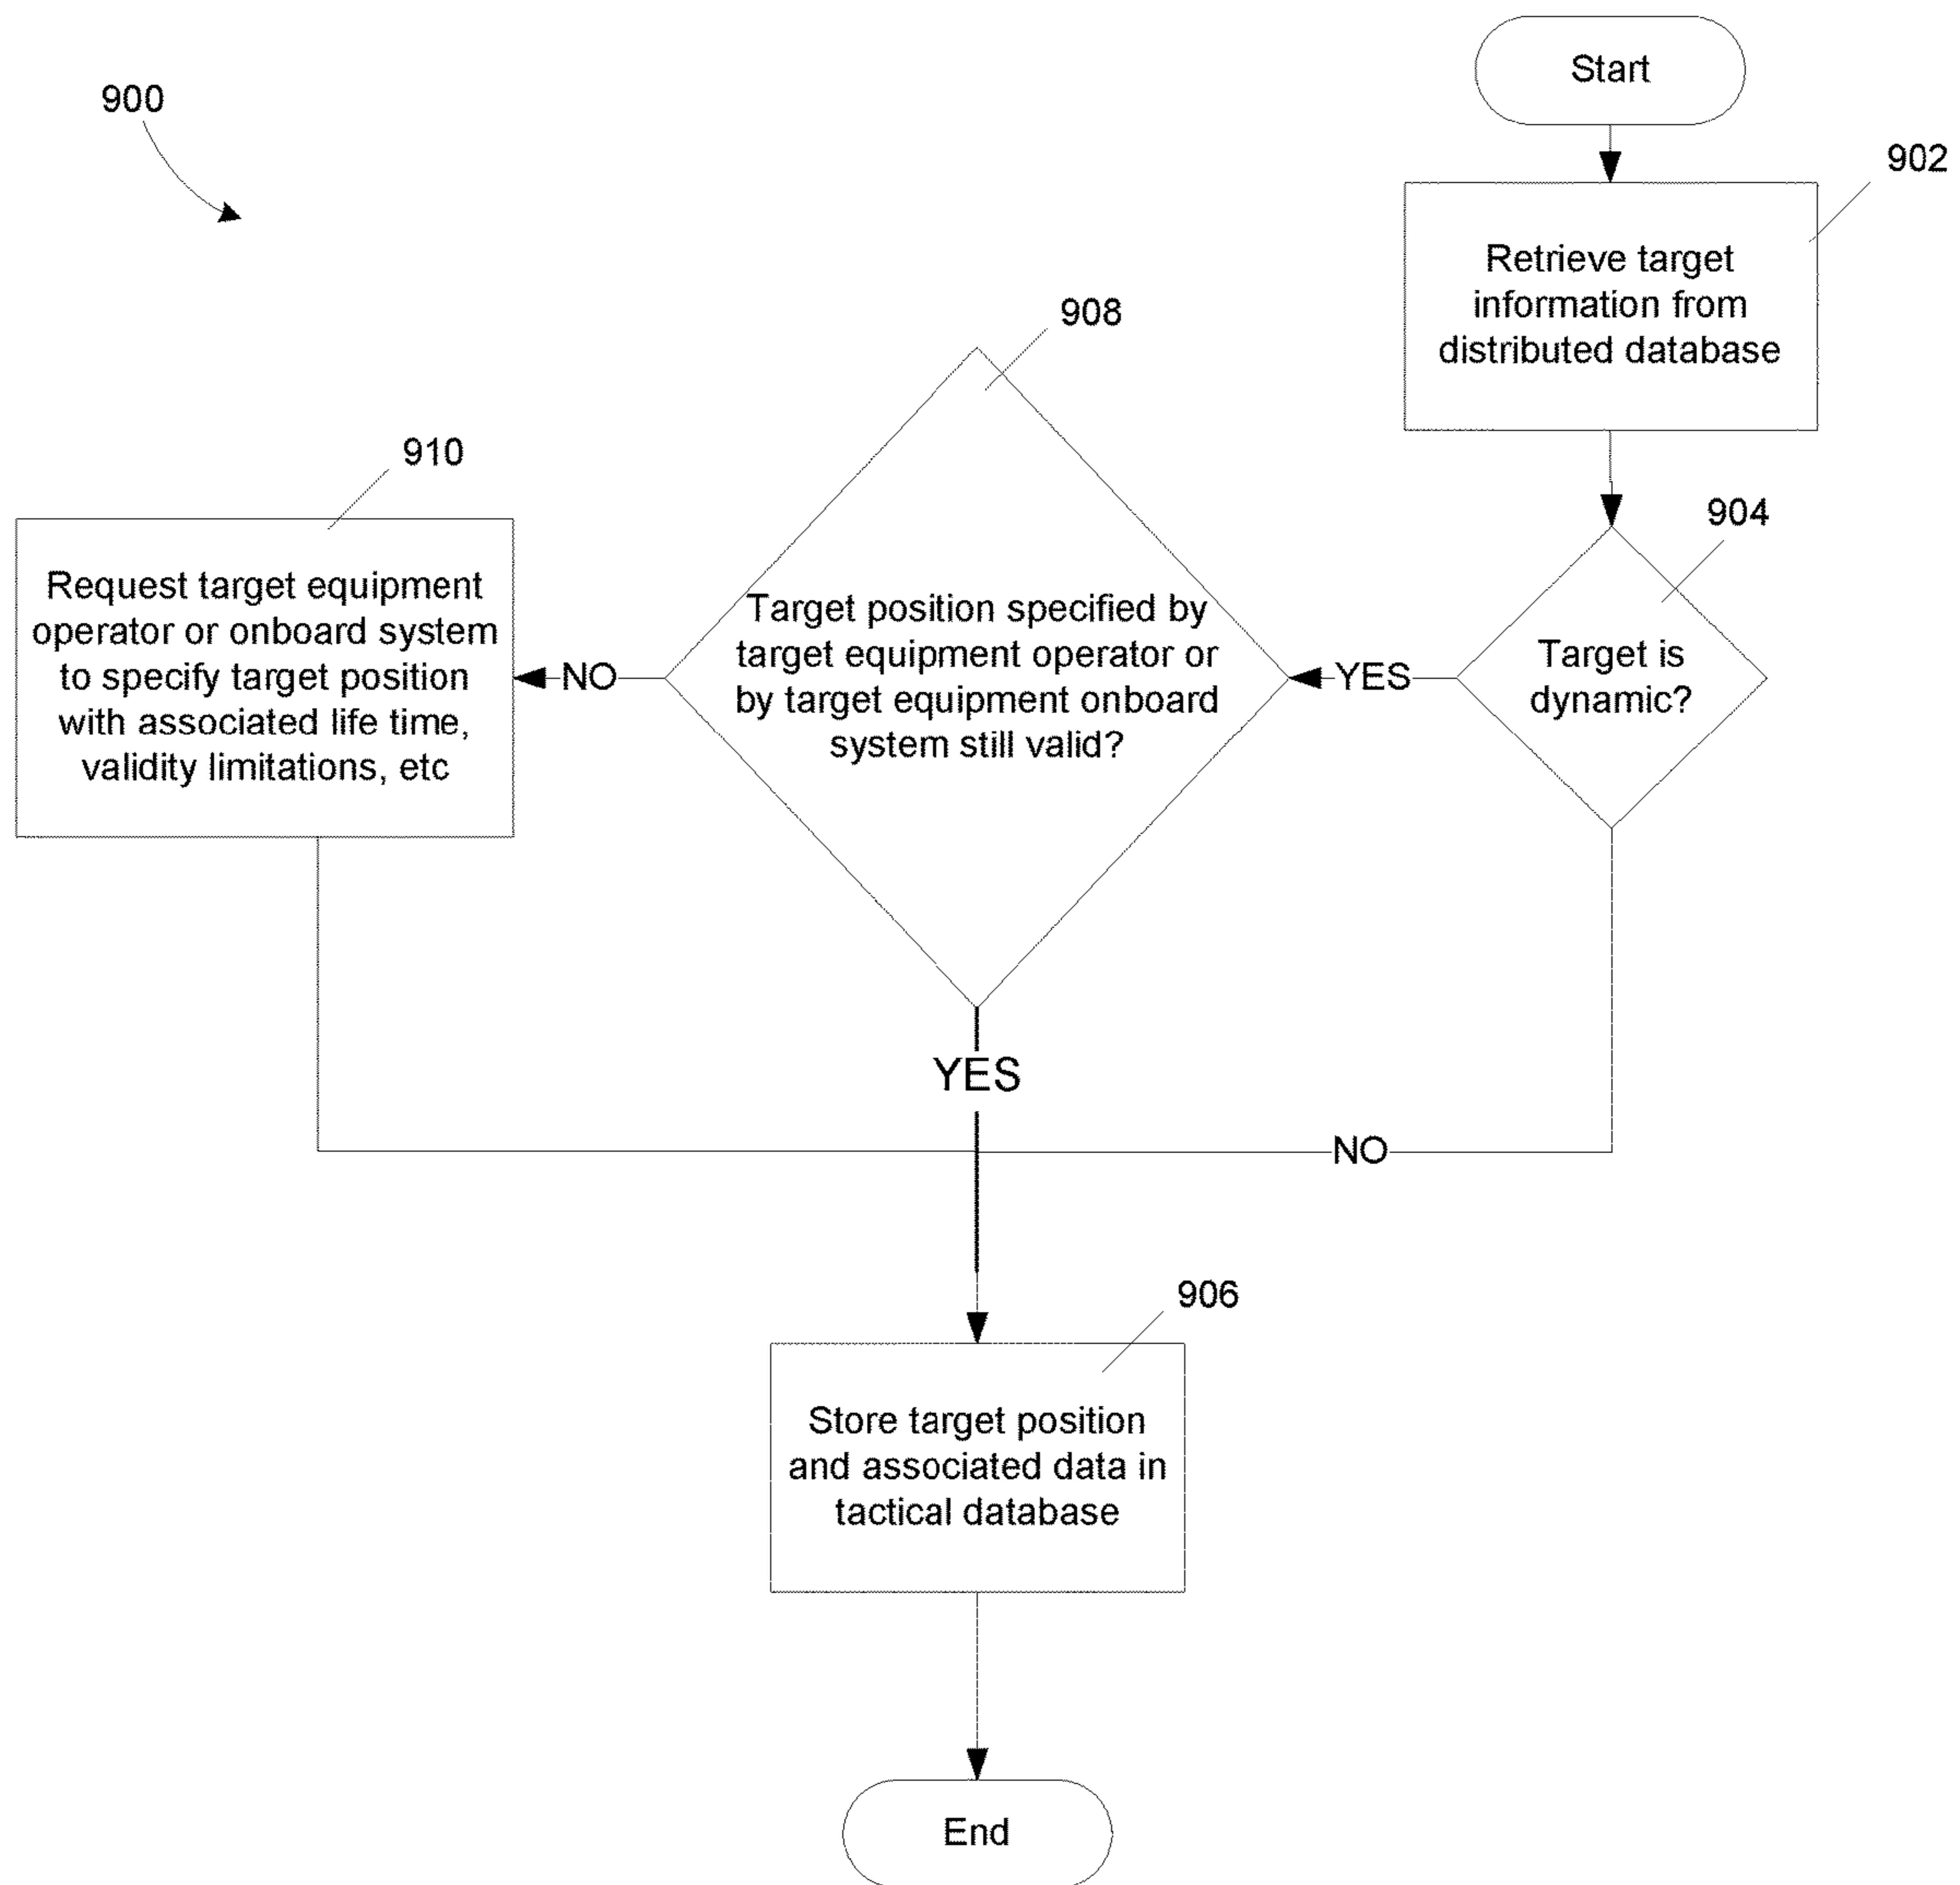 Start
900
902
Retrieve target
information from
distributed database
908
904
Target is
dynamic?
YES
Target position specified by
target equipment operator or
by target equipment onboard
system still valid?
NO
910
Request target equipment
operator or onboard system
to specify target position
with associated life time,
validity limitations, etc
YES
NO
906
Store target position
and associated data in
tactical database
End